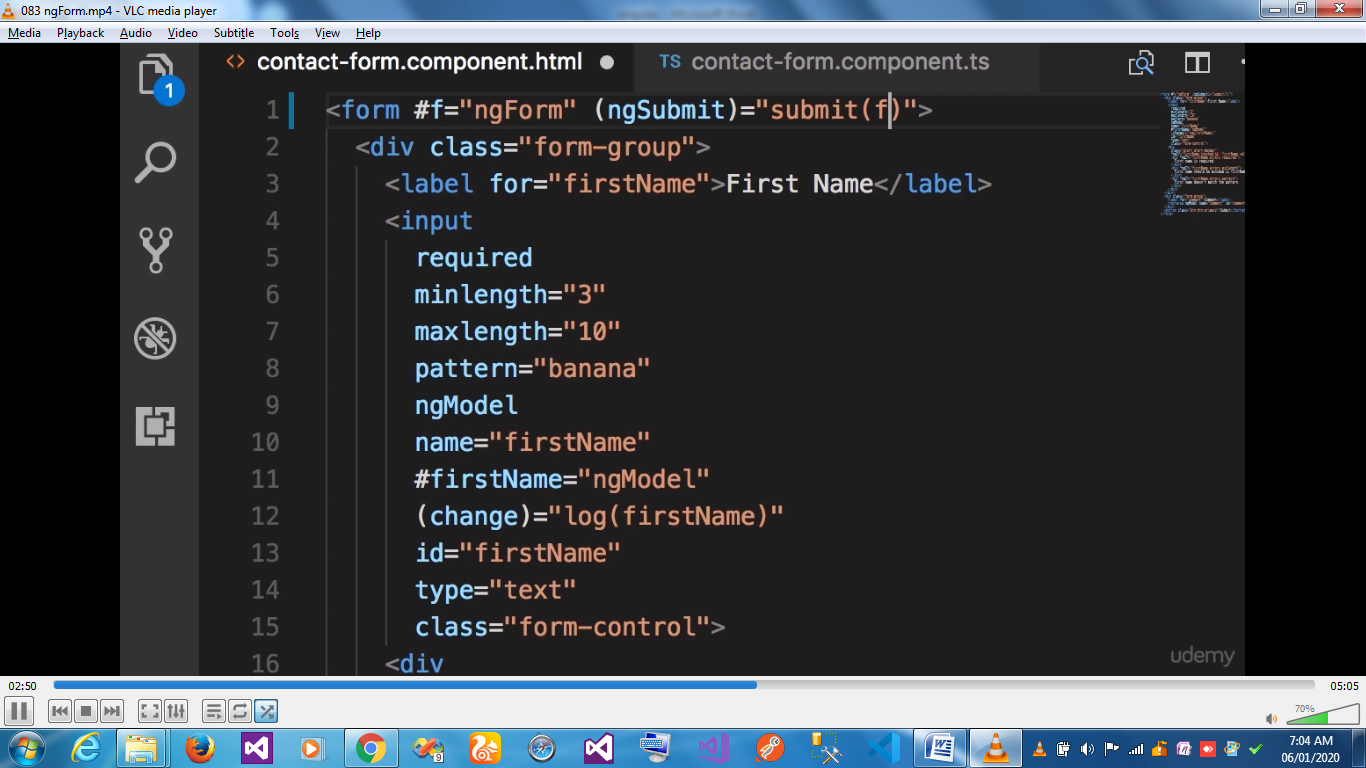 083 ngForm.mp4 - VLC media player
Media Playback Audio Video Subtitle Tools View Help
<> contact-form.component.html TS contact-form.component.ts
1
1 <form #f="ngForm" (ngSubmit)="submit(f)">
2 <div class="form-group">
3 <label for="firstName">First Name</label>
4 <input
5 required
6 minlength="3"
7 maxlength="10"
8 pattern="banana"
9 ngModel
10 name="firstName"
11 #firstName="ngModel"
12 (change)="log(firstName)"
13 id="firstName"
14 type="text"
15 class="form-control">
16 <div
udemy
02:50 05:05
70%
7:04 AM
06/01/2020